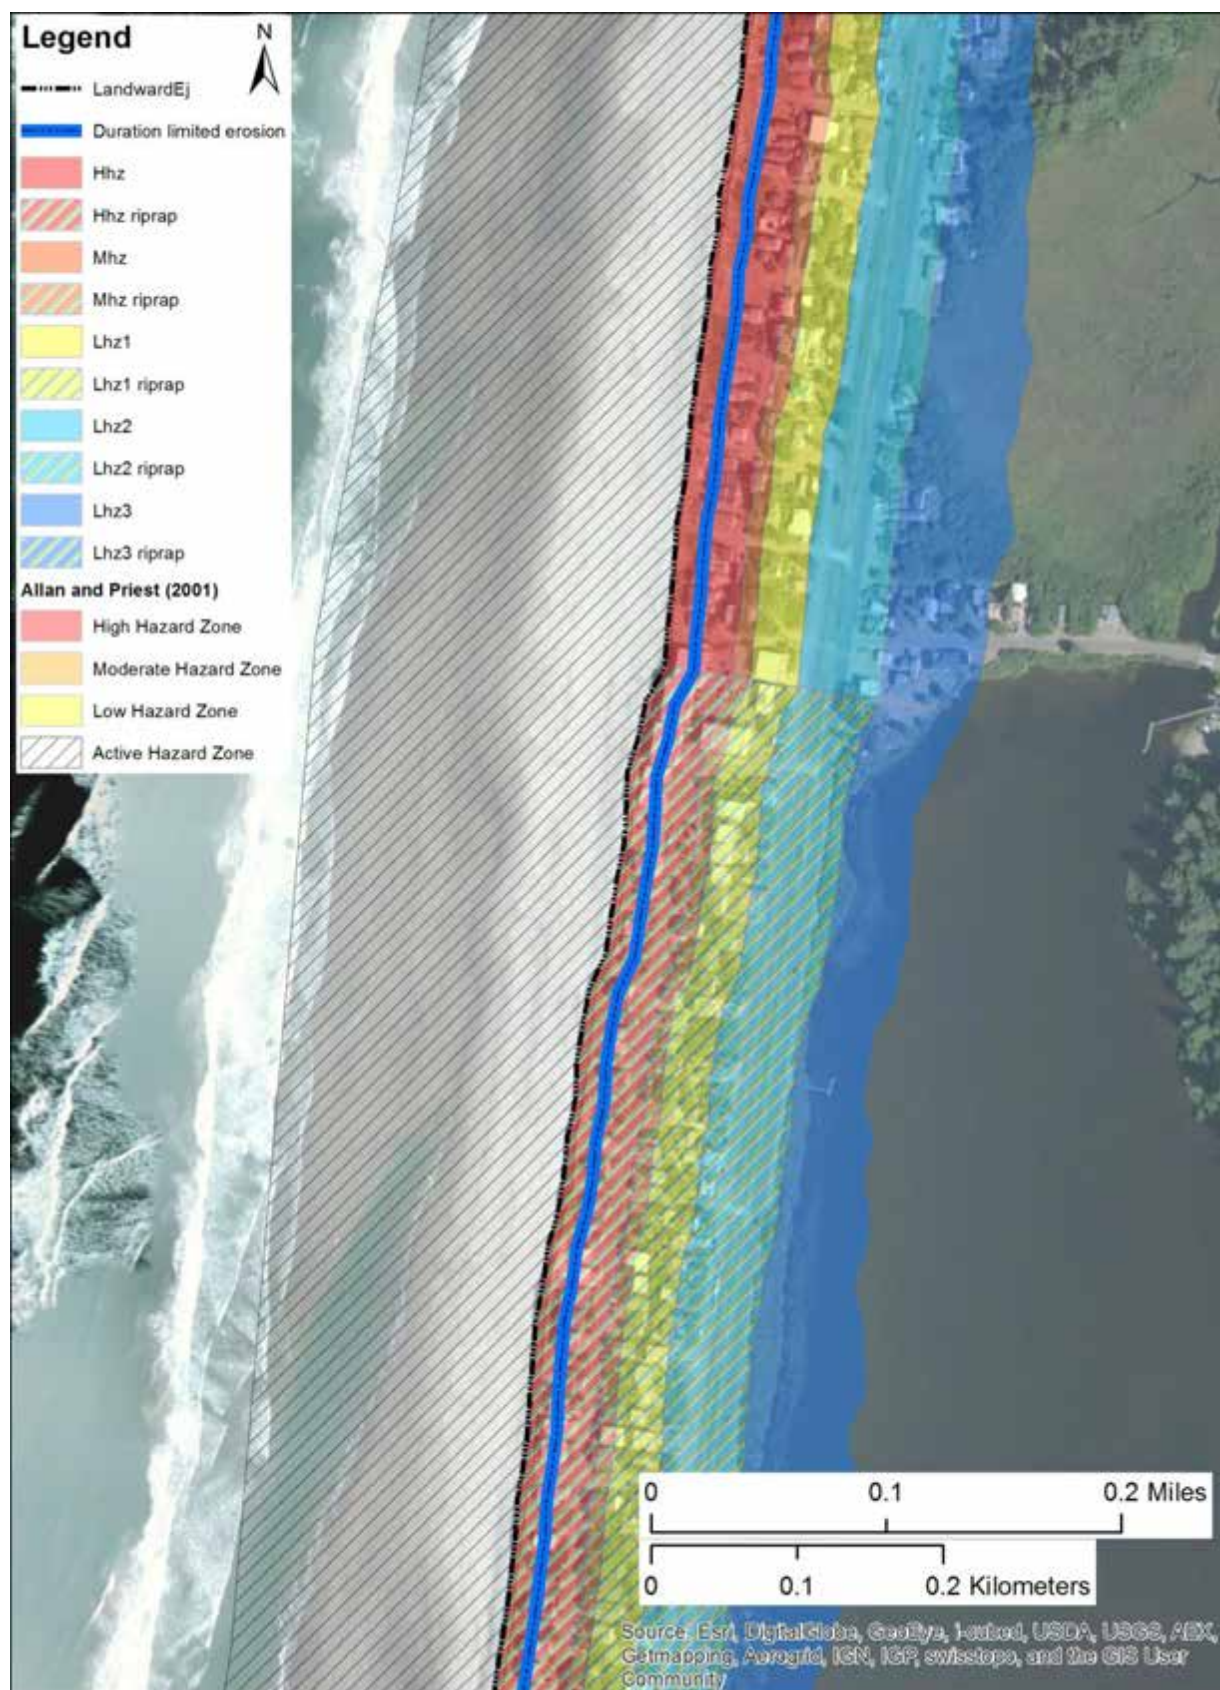 Legend
N
LandwardEj
Duration limited erosion
Hhz
Hhz riprap
Mhz
Mhz riprap
Lhz1
Lhz1 riprap
Lhz2
Lhz2 riprap
Lhz3
Lhz3 riprap
Allan and Priest (2001)
High Hazard Zone
Moderate Hazard Zone
Low Hazard Zone
Active Hazard Zone
0 0.1 0.2 Miles
0 0.1 0.2 Kilometers
Source: Esri, DigitalGlobe, GeoEye, i-cubed, USDA, USGS, AEX,
Getmapping, Aerogrid, IGN, IGP, swisstopo, and the GIS User
Community